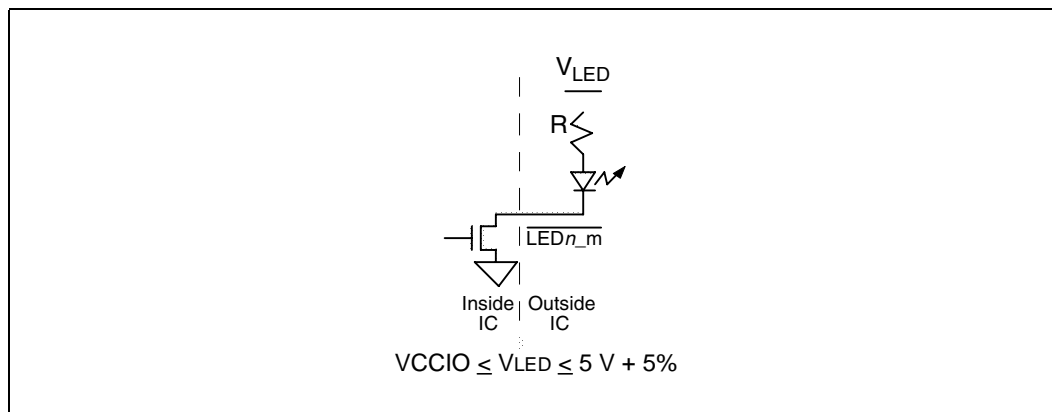 VLED
R
LEDn_m
Inside Outside
IC IC
VCCIO ≤ VLED ≤ 5 V + 5%